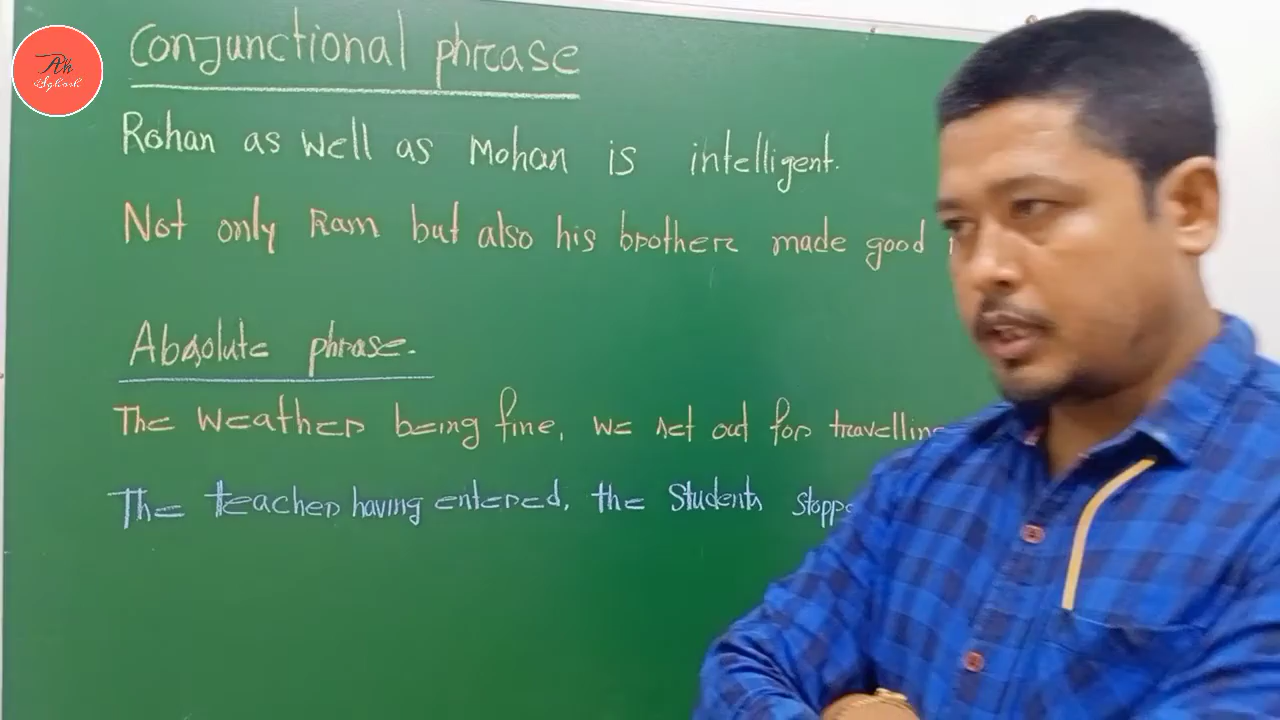 Conjunctional phrase
Rohan as well as Mohan is intelligent.
Not only Ram but also his brother made good
Absolute phrase.
The weather being fine, we set out for travelling
The teacher having entered, the students